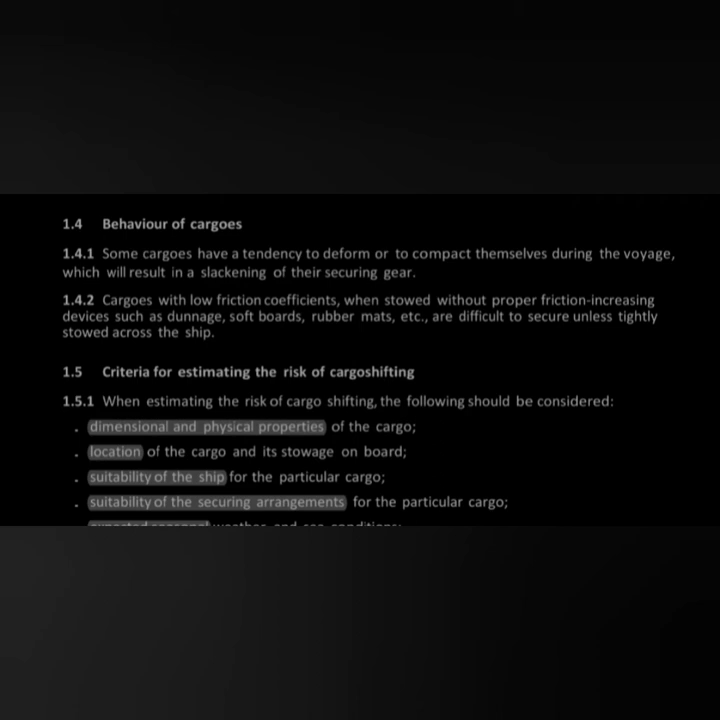 1.4 Behaviour of cargoes
1.4.1 Some cargoes have a tendency to deform or to compact themselves during the voyage,
which will result in a slackening of their securing gear.
1.4.2 Cargoes with low friction coefficients, when stowed without proper friction-increasing
devices such as dunnage, soft boards, rubber mats, etc., are difficult to secure unless tightly
stowed across the ship.
1.5 Criteria for estimating the risk of cargoshifting
1.5.1 When estimating the risk of cargo shifting, the following should be considered:
. dimensional and physical properties of the cargo;
. location of the cargo and its stowage on board;
. suitability of the ship for the particular cargo;
. suitability of the securing arrangements for the particular cargo;
expected seasonal weather and sea conditions;